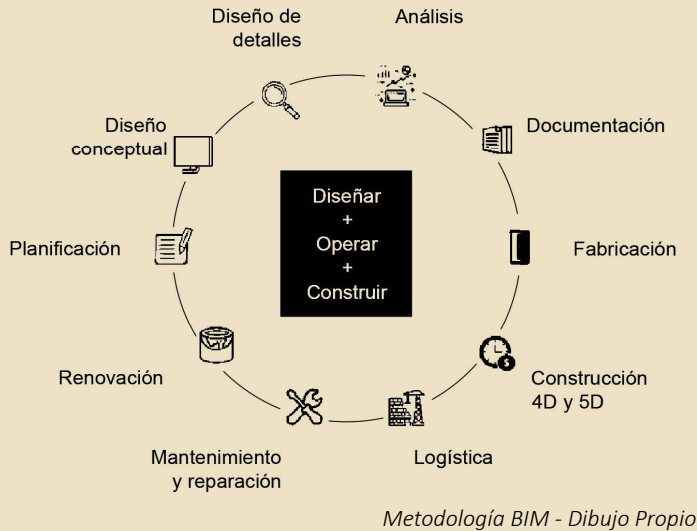 Diseño de
detalles
Análisis
Documentación
Fabricación
Construcción
4D y 5D
Logística
Mantenimiento
y reparación
Renovación
Planificación
Diseño
conceptual
Diseñar
+
Operar
+
Construir
Metodología BIM - Dibujo Propio